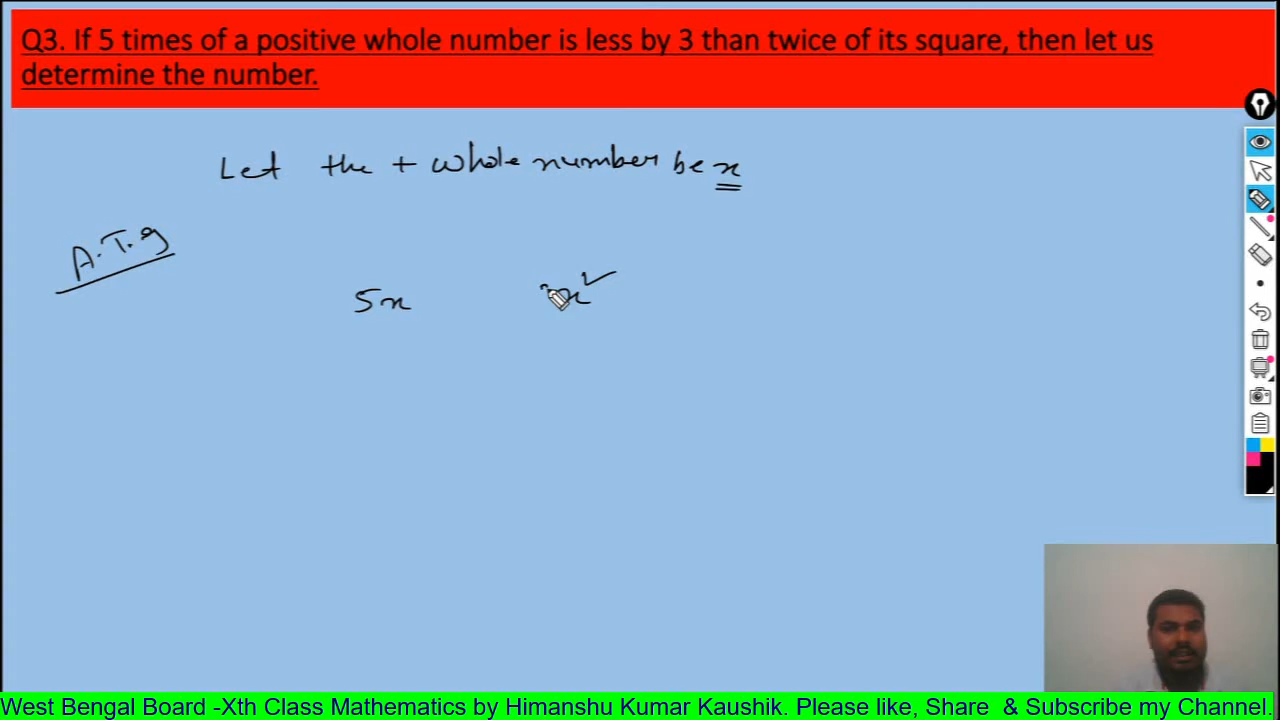 Q3. If 5 times of a positive whole number is less by 3 than twice of its square, then let us
determine the number.
Let the + whole number be x
A.T.q
5x 2x²
West Bengal Board -Xth Class Mathematics by Himanshu Kumar Kaushik. Please like, Share & Subscribe my Channel.